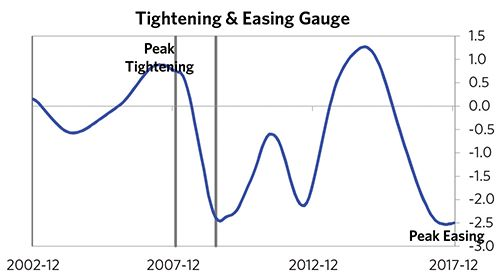 Tightening & Easing Gauge
Peak
Tightening
1.5
1.0
0.5
0.0
-0.5
-1.0
-1.5
-2.0
-2.5
Peak Easing
-3.0
2002-12 2007-12 2012-12 2017-12